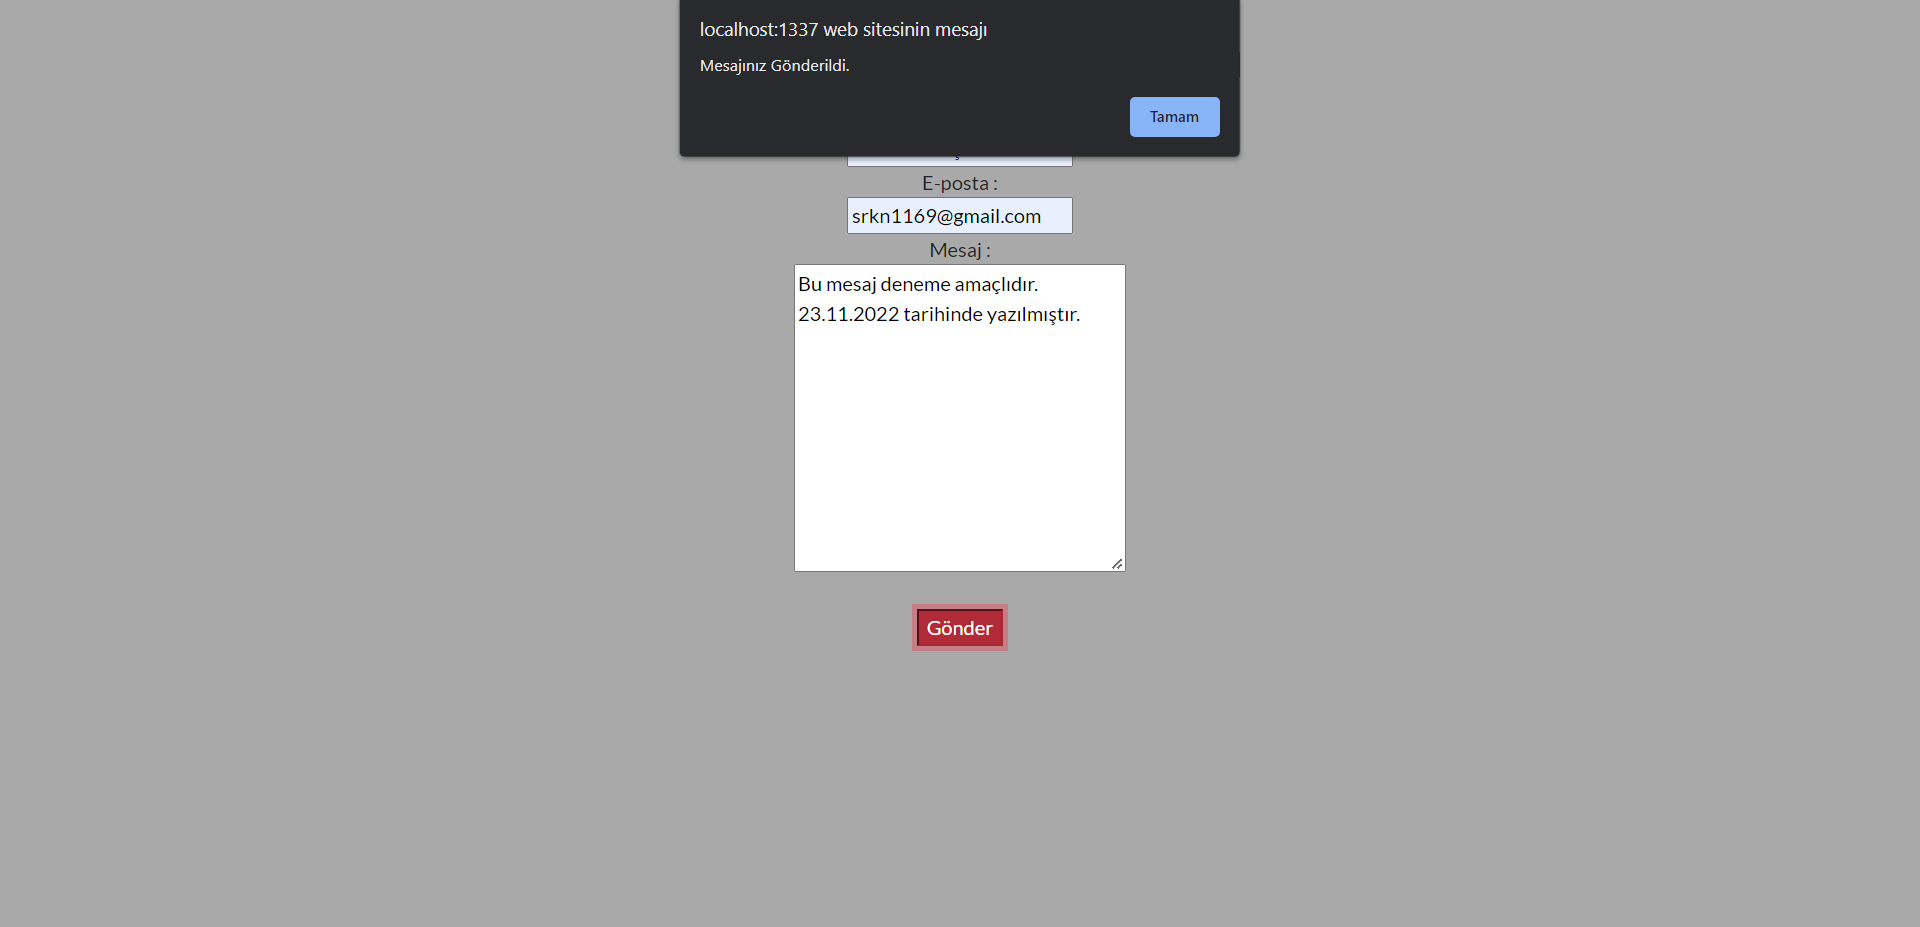 localhost:1337 web sitesinin mesajı
Mesajınız Gönderildi.
Tamam
E-posta :
srkn1169@gmail.com
Mesaj :
Bu mesaj deneme amaçlıdır.
23.11.2022 tarihinde yazılmıştır.
Gönder